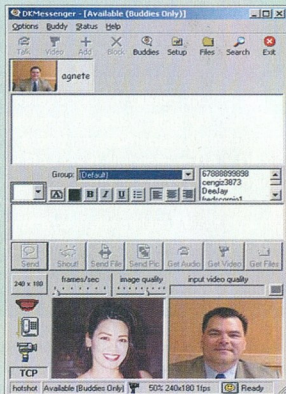 DKMessenger - [Available (Buddies Only)]
Options Buddy Status Help
Talk Video Add Block Buddies Setup Files Search Exit
agnete
Group: (Default)
67888899898
cengiz3873
DeeJay
B I U
Send Shout! Send File Send Pic Get Audio Get Video Get Files
240 x 180 frames/sec image quality input video quality
TCP
hotshot Available (Buddies Only) 50% 240x180 1fps Ready